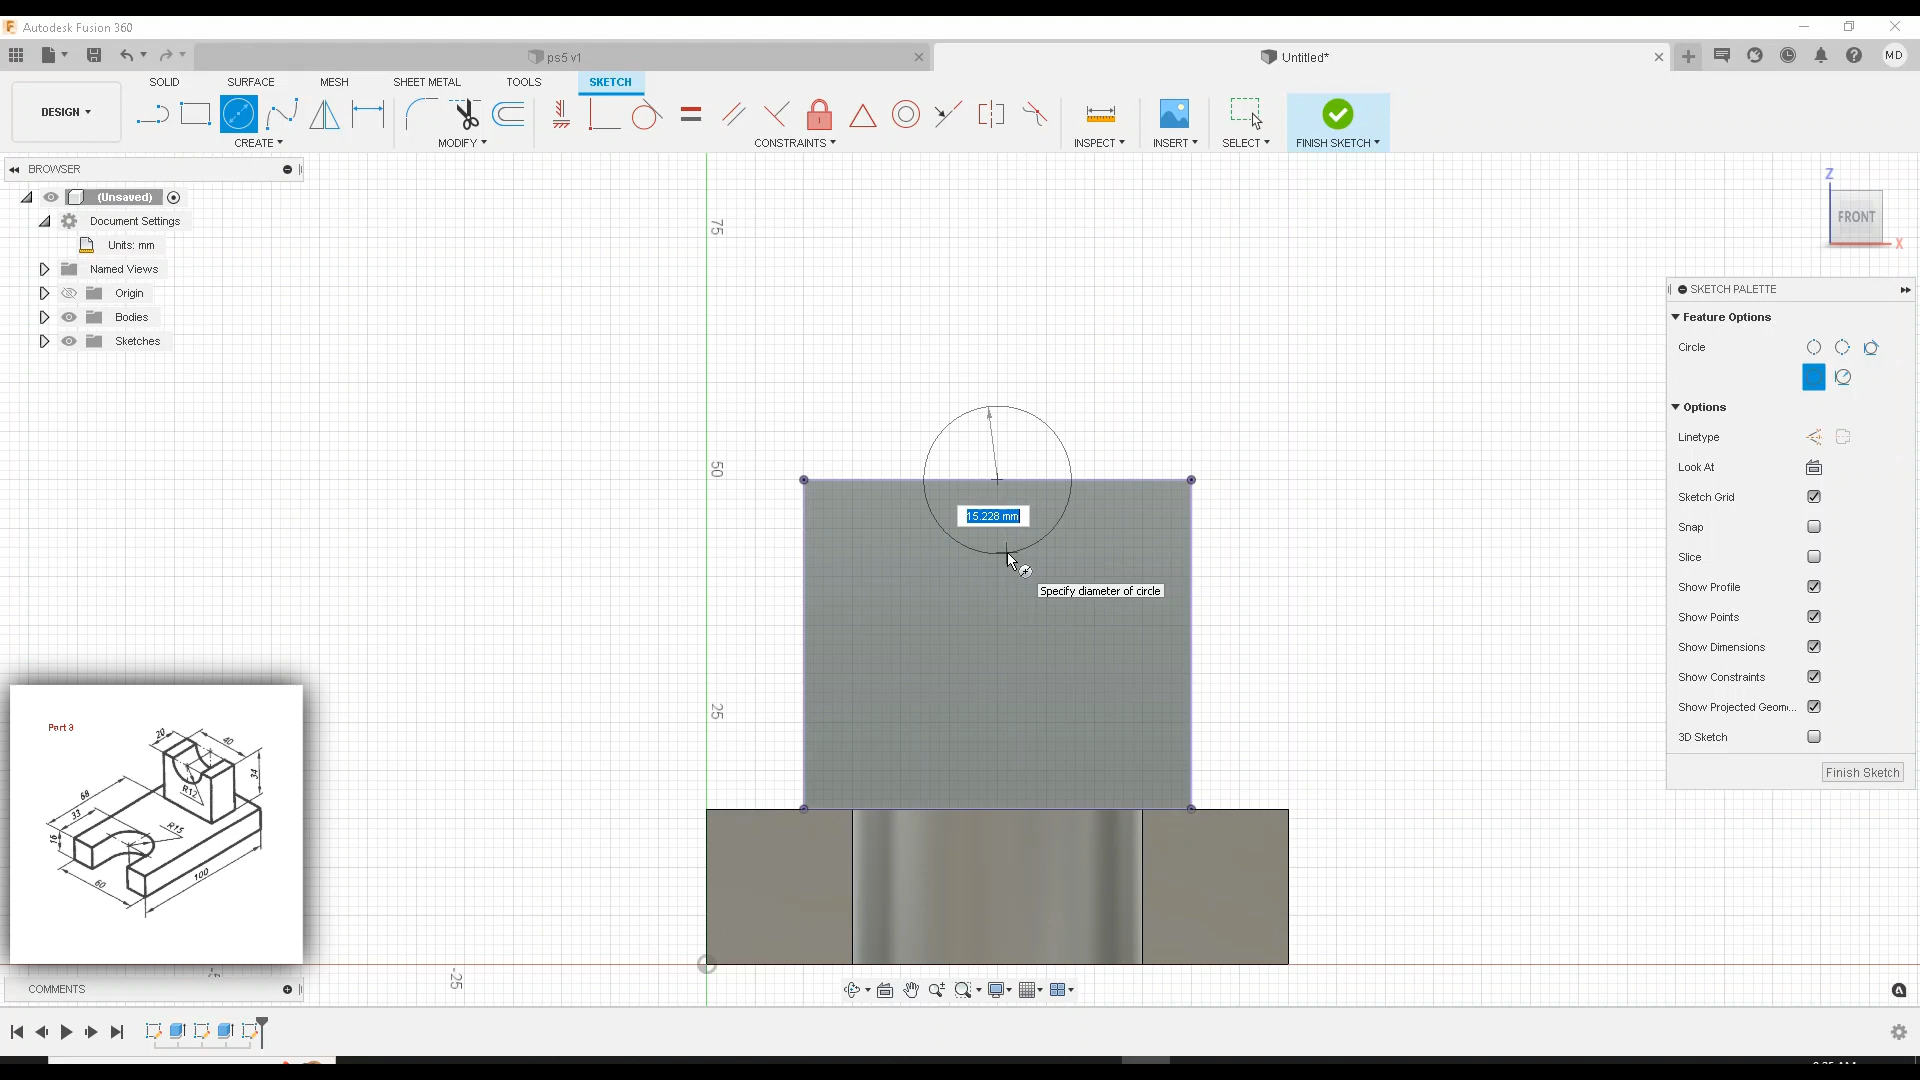 Autodesk Fusion 360
ps5 v1
Untitled*
MD
DESIGN
SOLID
SURFACE
MESH
SHEET METAL
TOOLS
SKETCH
CREATE
MODIFY
CONSTRAINTS
INSPECT
INSERT
SELECT
FINISH SKETCH
BROWSER
(Unsaved)
Document Settings
Units: mm
Named Views
Origin
Bodies
Sketches
75
50
25
-25
15.228 mm
Specify diameter of circle
Z
FRONT
X
SKETCH PALETTE
Feature Options
Circle
Options
Linetype
Look At
Sketch Grid
Snap
Slice
Show Profile
Show Points
Show Dimensions
Show Constraints
Show Projected Geom...
3D Sketch
Finish Sketch
Part 3
20
40
34
R12
68
33
16
R15
60
100
COMMENTS